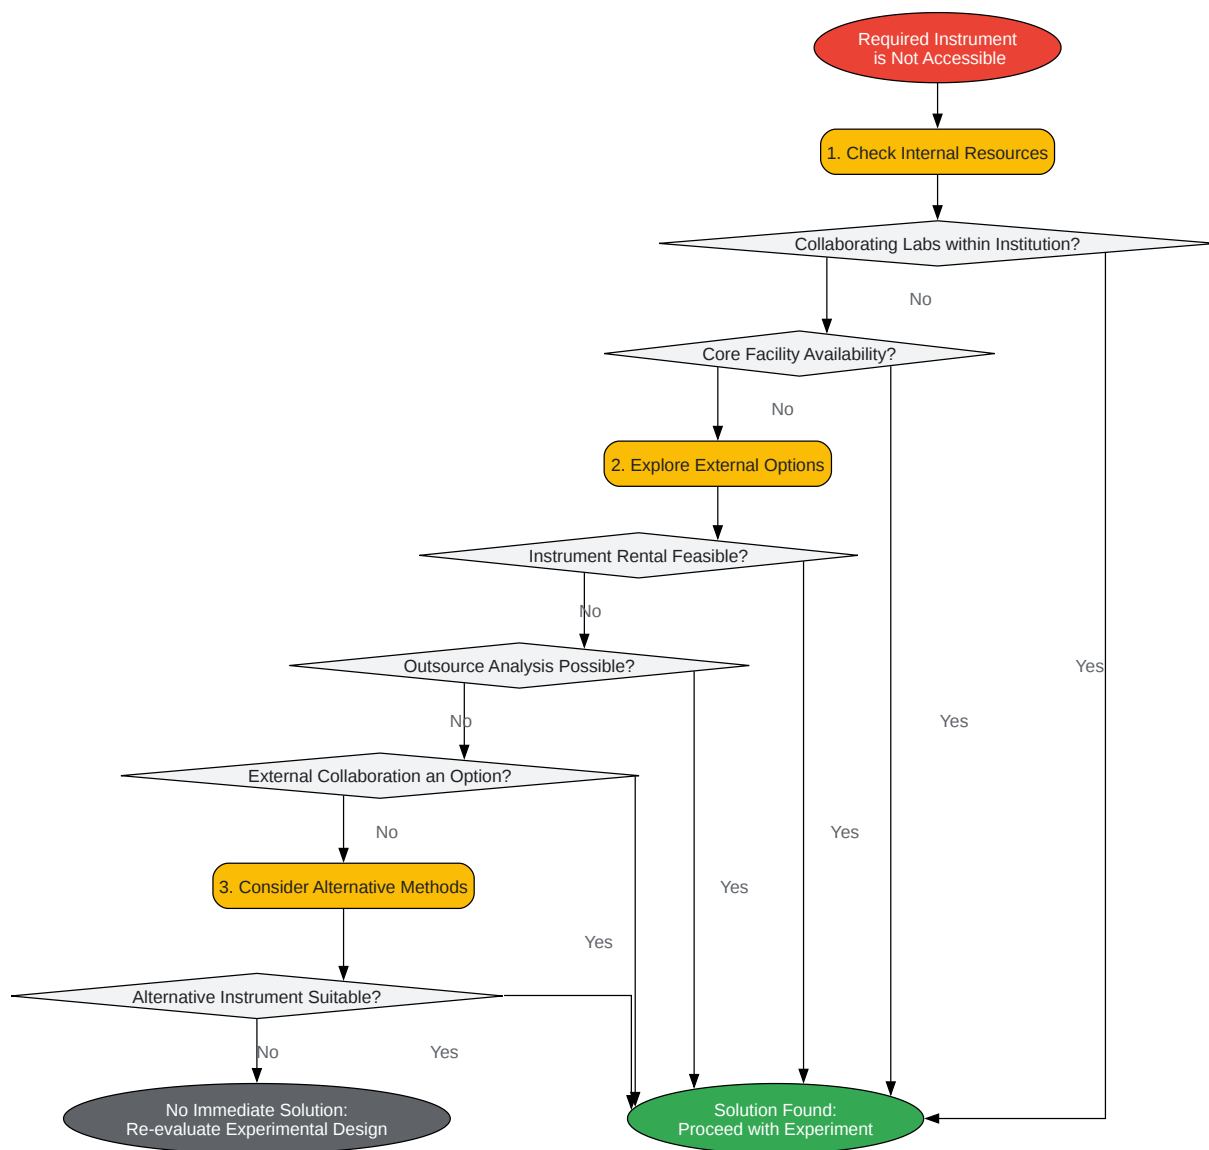 Required Instrument
is Not Accessible
1. Check Internal Resources
Collaborating Labs within Institution?
No
Core Facility Availability?
No
2. Explore External Options
Instrument Rental Feasible?
No
Outsource Analysis Possible?
Yes
No
Yes
External Collaboration an Option?
No
Yes
3. Consider Alternative Methods
Yes
Yes
Alternative Instrument Suitable?
No
Yes
No Immediate Solution:
Re-evaluate Experimental Design
Solution Found:
Proceed with Experiment